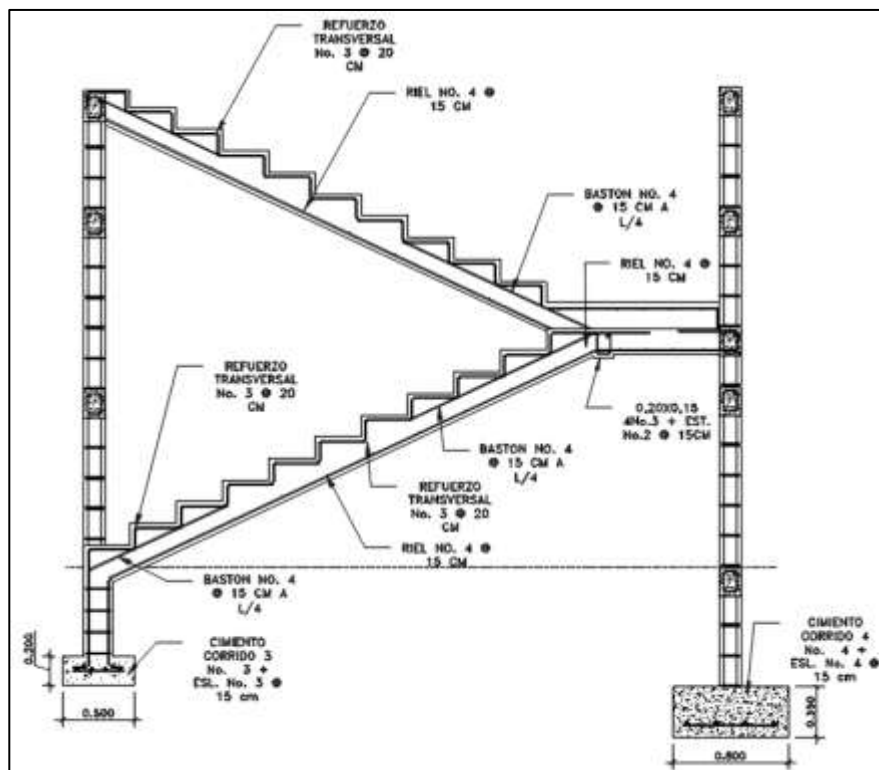 REFUERZO
TRANSVERSAL
No. 3 @ 20
CM
RIEL NO. 4 @
15 CM
BASTON NO. 4
@ 15 CM A
L/4
RIEL NO. 4 @
15 CM
REFUERZO
TRANSVERSAL
No. 3 @ 20
CM
0.20X0.15
4No.3 + EST.
No.2 @ 15CM
BASTON NO. 4
@ 15 CM A
L/4
REFUERZO
TRANSVERSAL
No. 3 @ 20
CM
RIEL NO. 4 @
15 CM
BASTON NO. 4
@ 15 CM A
L/4
CIMIENTO
CORRIDO 3
No. 3 +
ESL. No. 3 @
15 cm
0.200
0.500
CIMIENTO
CORRIDO 4
No. 4 +
ESL. No. 4 @
15 cm
0.350
0.800